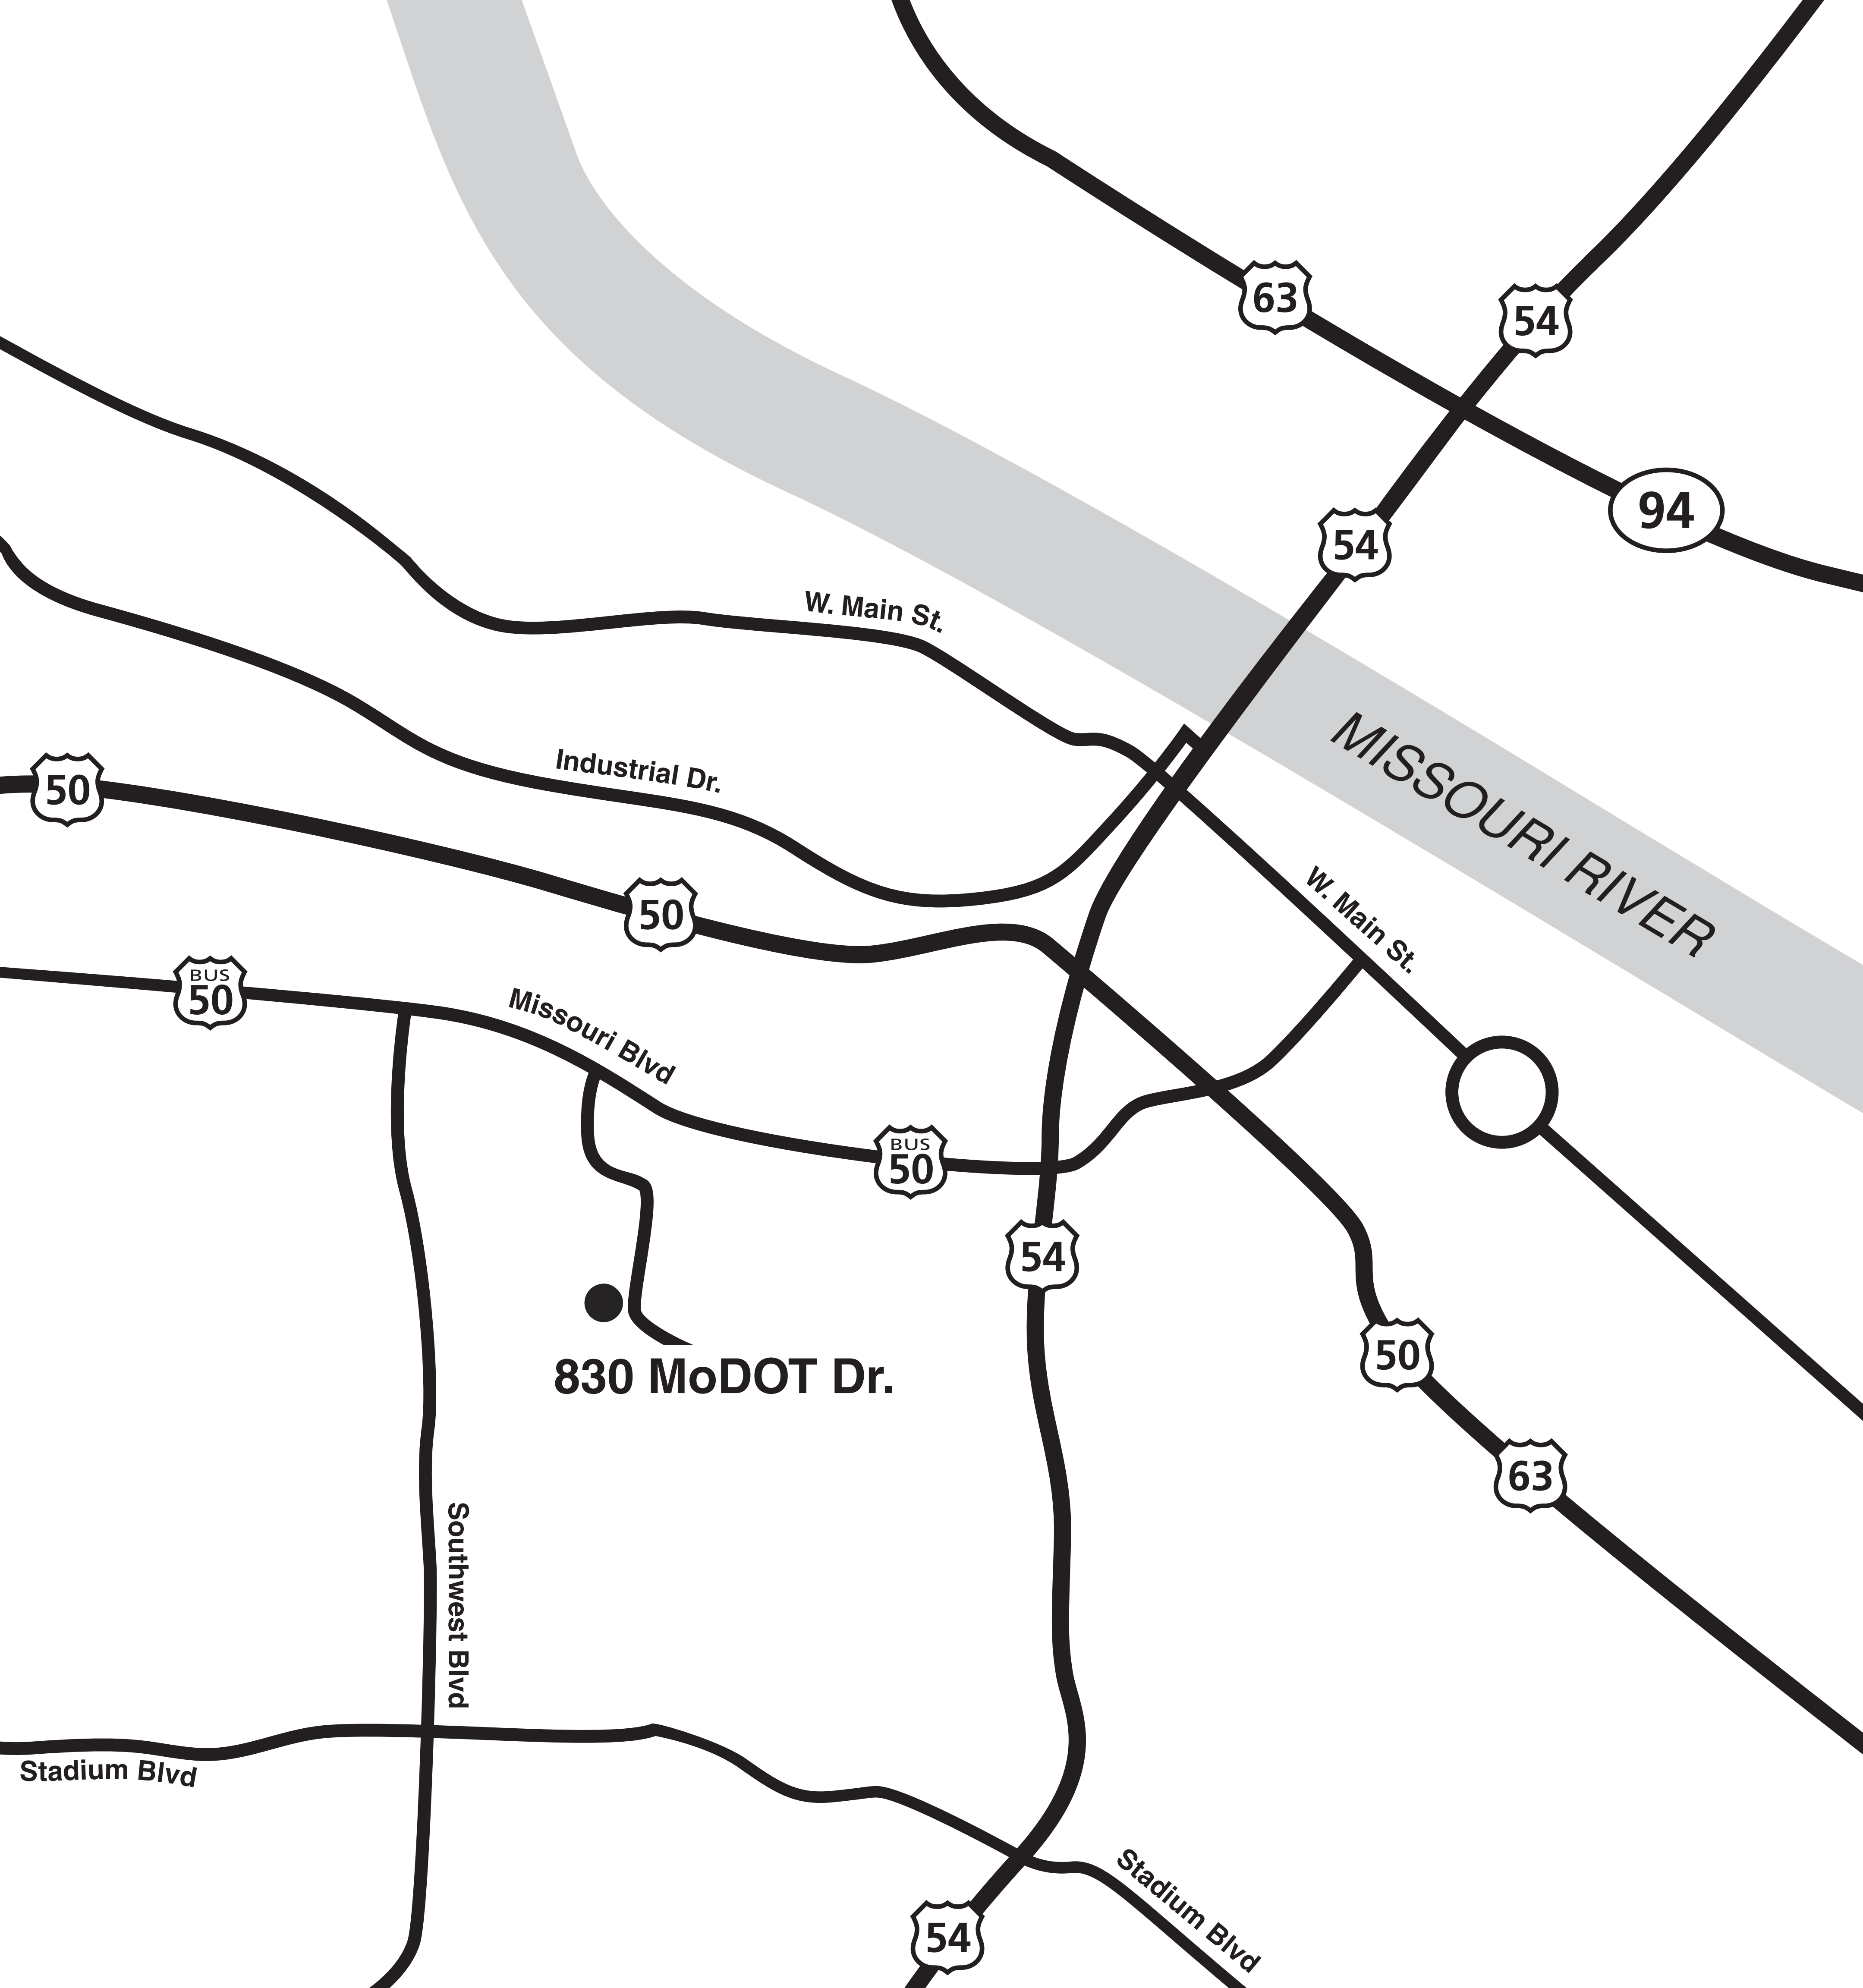 63
54
94
54
W. Main St.
MISSOURI RIVER
Industrial Dr.
50
W. Main St.
50
BUS
50
Missouri Blvd
BUS
50
54
50
830 MoDOT Dr.
63
Southwest Blvd
Stadium Blvd
Stadium Blvd
54